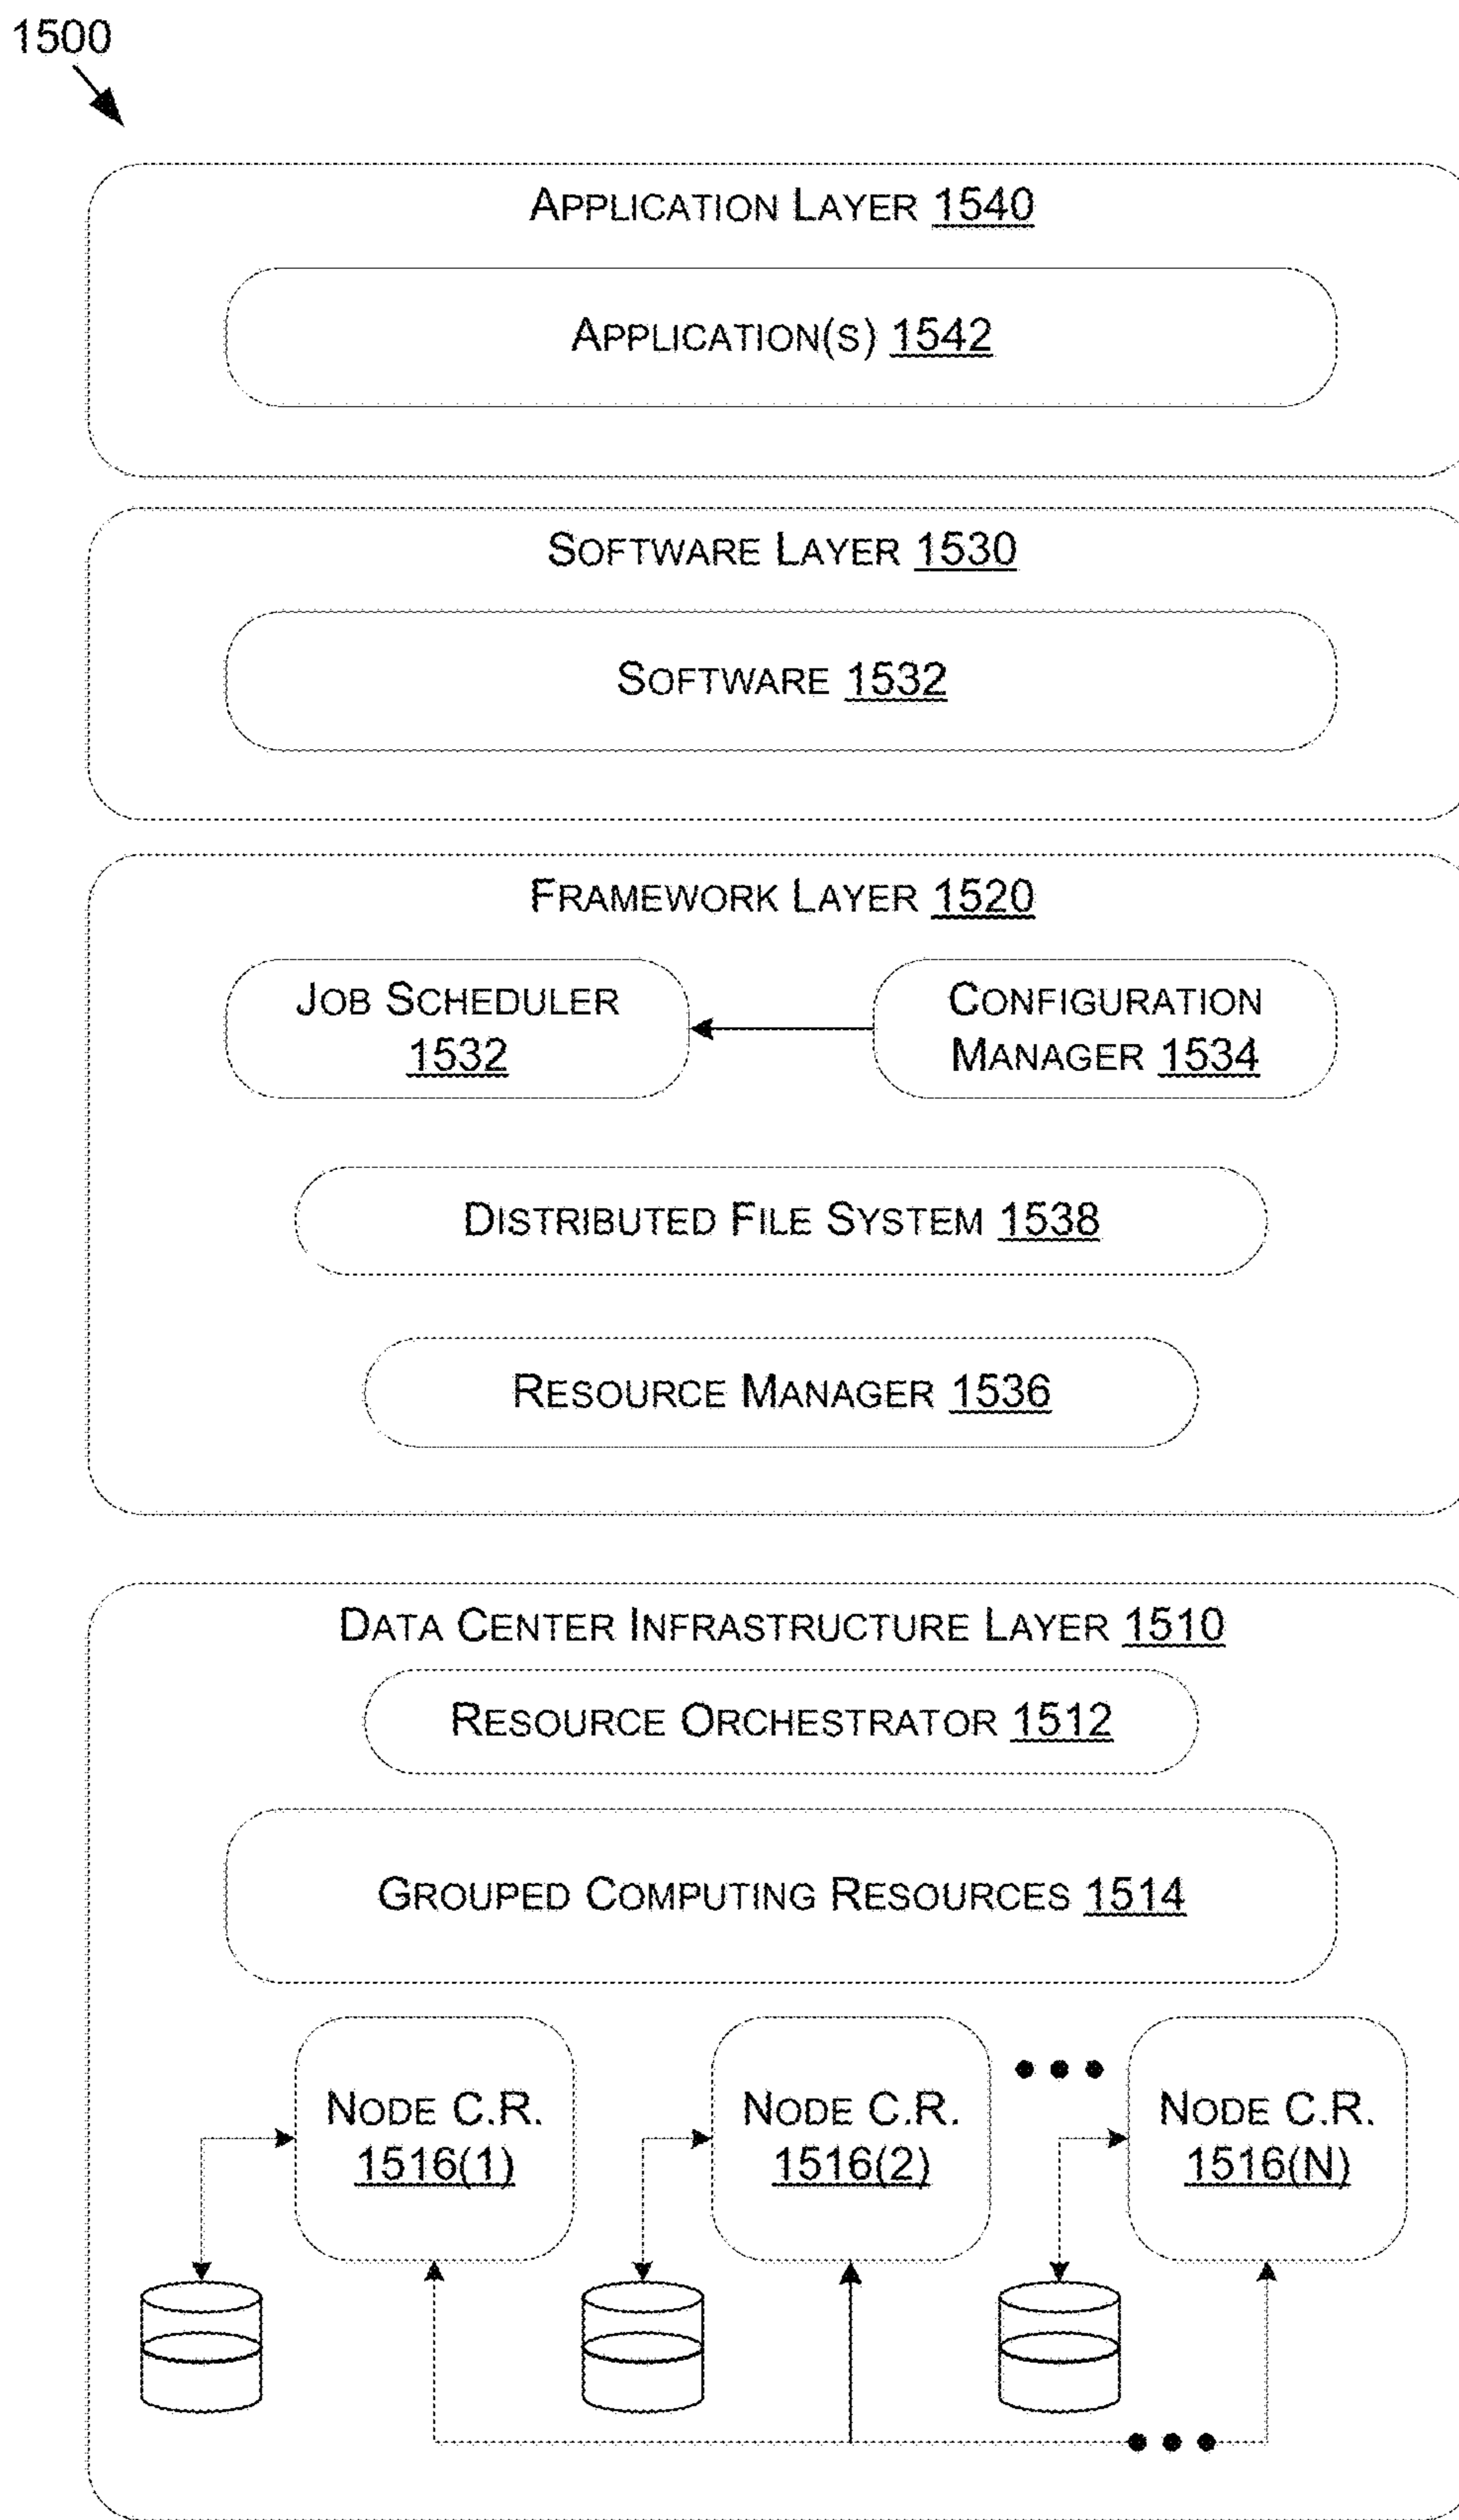 1500
APPLICATION LAYER 1540
APPLICATION(S) 1542
SOFTWARE LAYER 1530
SOFTWARE 1532
FRAMEWORK LAYER 1520
JOB SCHEDULER
1532
CONFIGURATION
MANAGER 1534
DISTRIBUTED FILE SYSTEM 1538
RESOURCE MANAGER 1536
DATA CENTER INFRASTRUCTURE LAYER 1510
RESOURCE ORCHESTRATOR 1512
GROUPED COMPUTING RESOURCES 1514
NODE C.R.
1516(1)
NODE C.R.
1516(2)
NODE C.R.
1516(N)